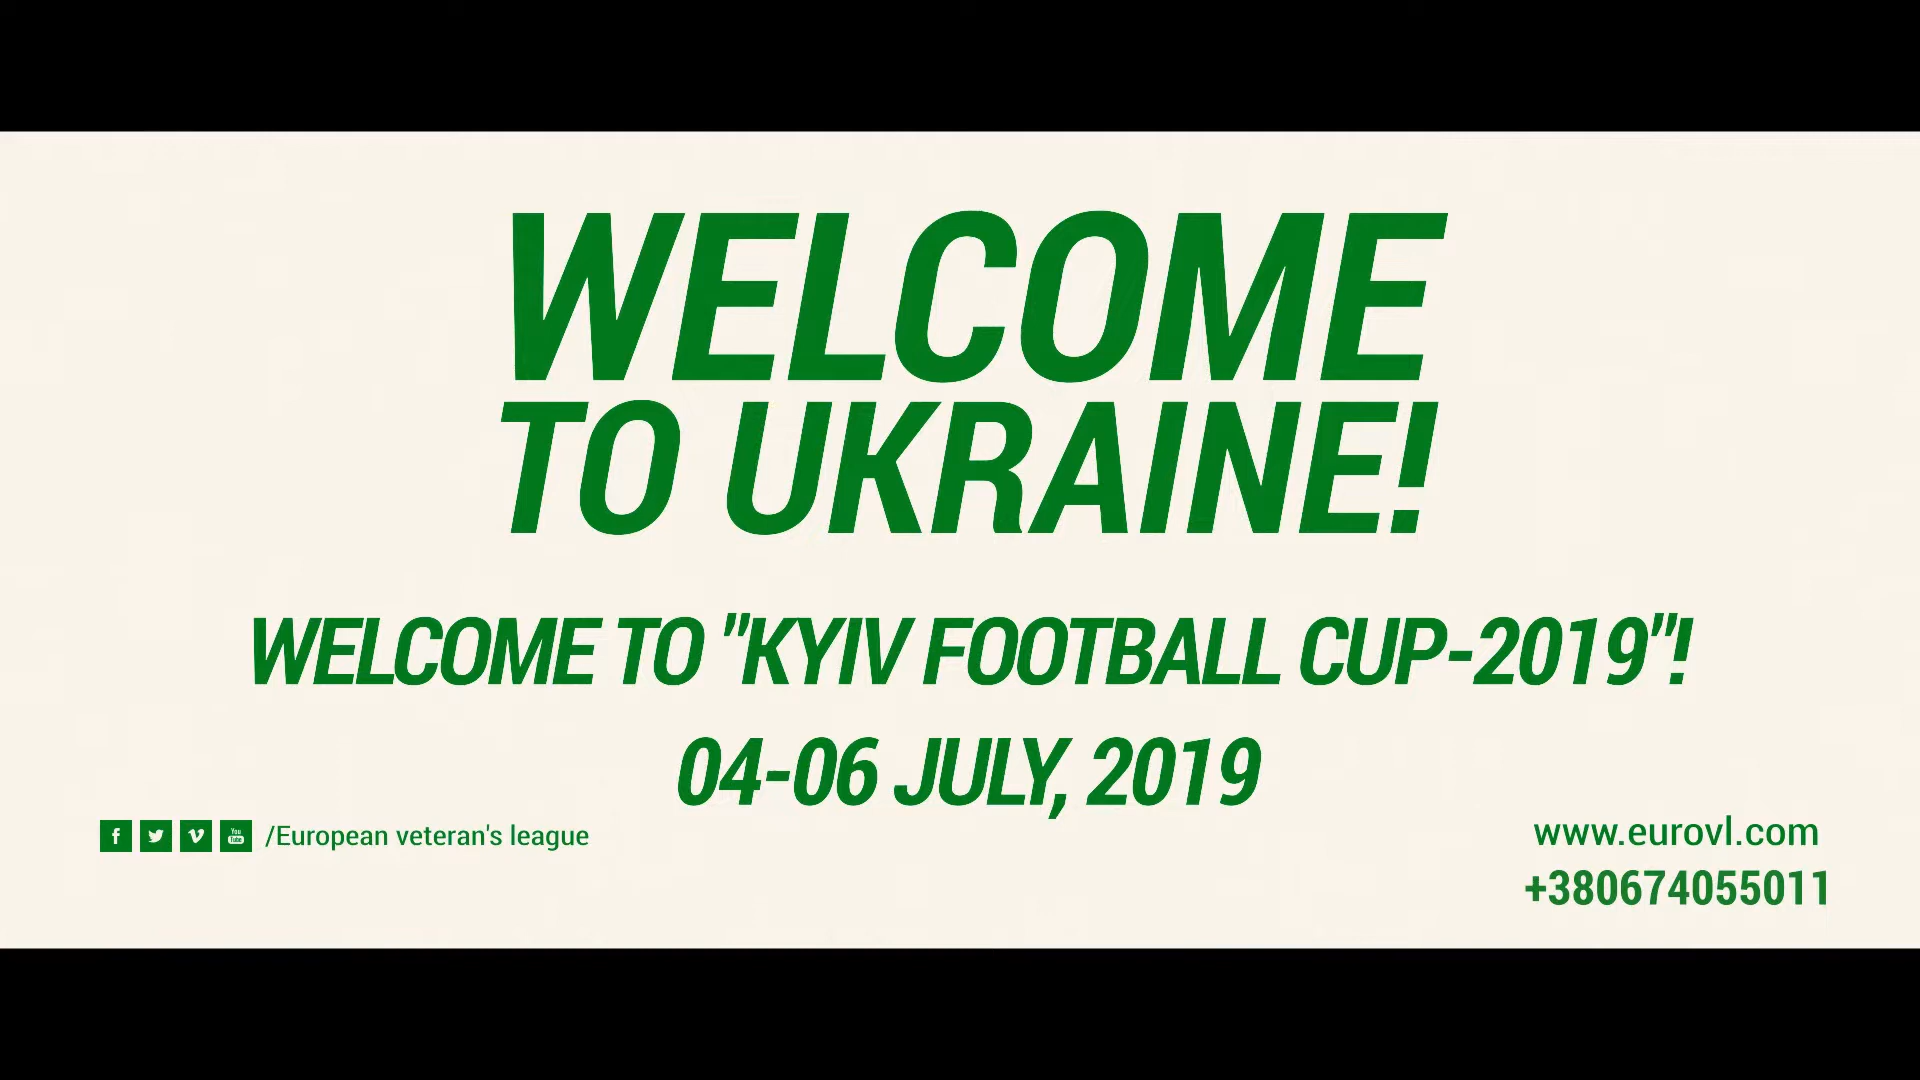 WELCOME
TO UKRAINE!
WELCOME TO "KYIV FOOTBALL CUP-2019"!
04-06 JULY, 2019
/European veteran's league
www.eurovl.com
+380674055011